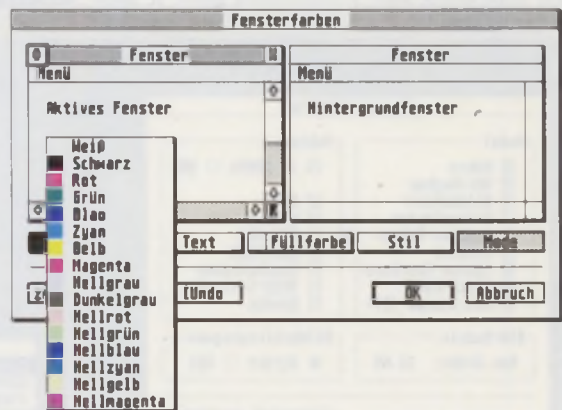 Fensterfarben
Fenster
Menü
Aktives Fenster
Fenster
Menü
Hintergrundfenster
Weiß
Schwarz
Rot
Grün
Blao
Zyan
Gelb
Magenta
Hellgrau
Dunkelgrau
Hellrot
Hellgrün
Hellblau
Hellzyan
Hellgelb
Hellmagenta
Text
Füllfarbe
Stil
Mode
[Undo
OK
Abbruch